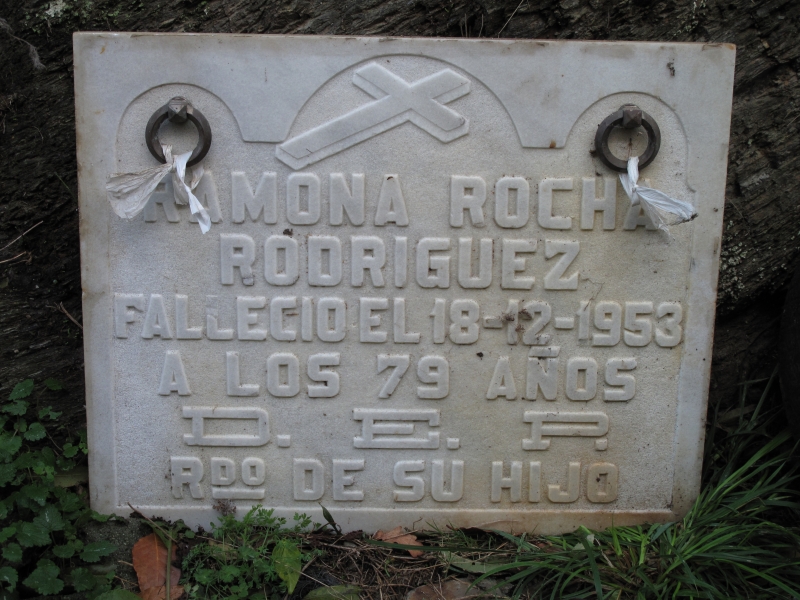 RAMONA ROCHA
RODRIGUEZ
FALLECIO EL 18-12-1953
A LOS 79 AÑOS
D. E. P.
RDO DE SU HIJO